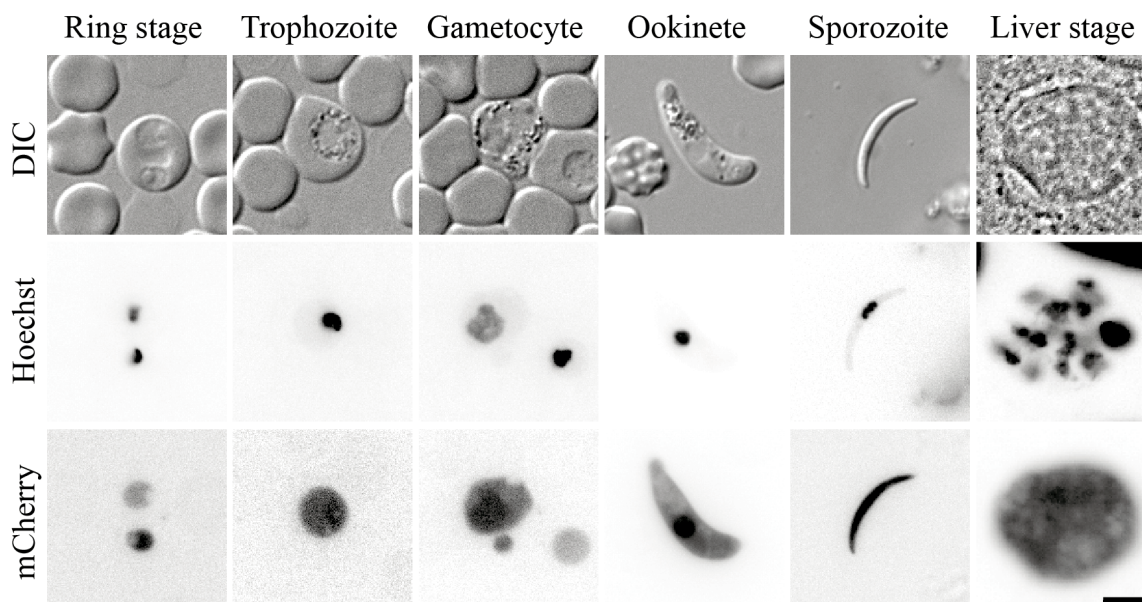 Ring stage Trophozoite Gametocyte Ookinete Sporozoite Liver stage
DIC
Hoechst
mCherry